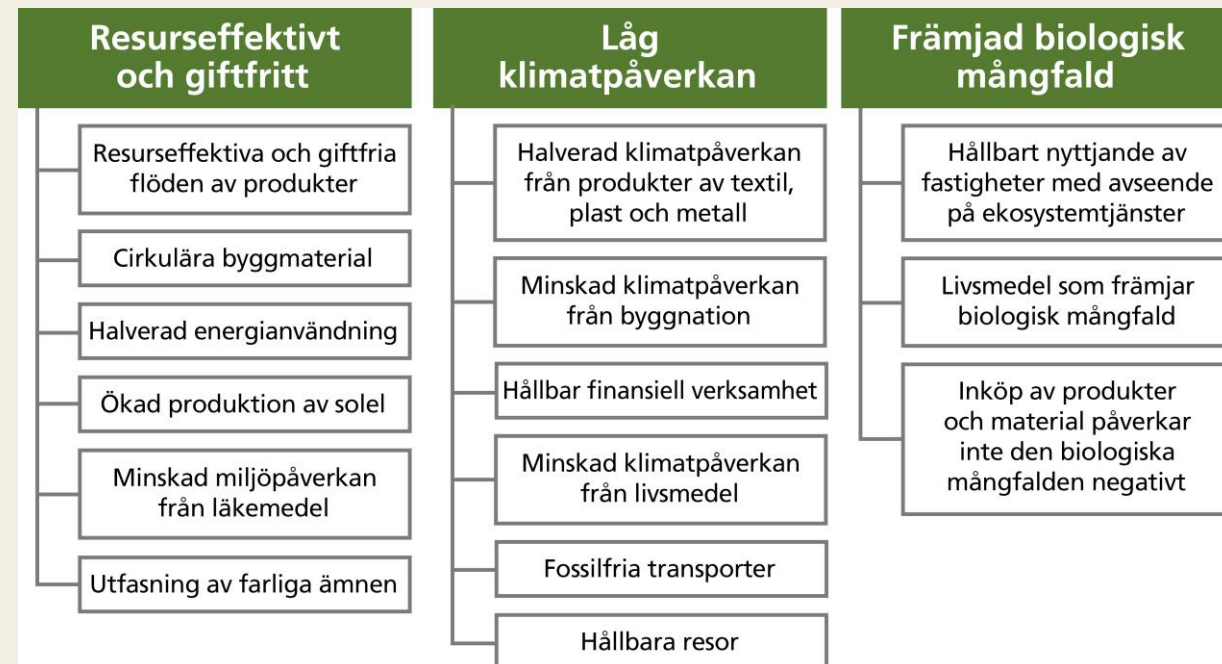 Resurseffektivt
och giftfritt
Resurseffektiva och giftfria
flöden av produkter
Cirkulära byggmaterial
Halverad energianvändning
Ökad produktion av solel
Minskad miljöpåverkan
från läkemedel
Utfasning av farliga ämnen
Låg
klimatpåverkan
Halverad klimatpåverkan
från produkter av textil,
plast och metall
Minskad klimatpåverkan
från byggnation
Hållbar finansiell verksamhet
Minskad klimatpåverkan
från livsmedel
Fossilfria transporter
Hållbara resor
Främjad biologisk
mångfald
Hållbart nyttjande av
fastigheter med avseende
på ekosystemtjänster
Livsmedel som främjar
biologisk mångfald
Inköp av produkter
och material påverkar
inte den biologiska
mångfalden negativt